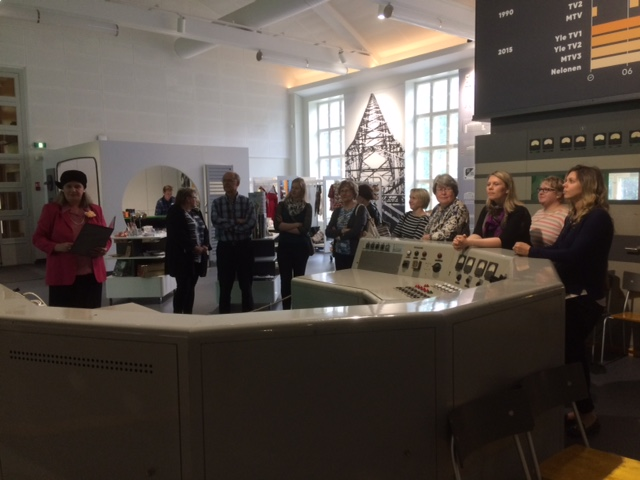 TV2
1990
MTV
Yle TV1
2015
Yle TV2
MTV3
Nelonen
06